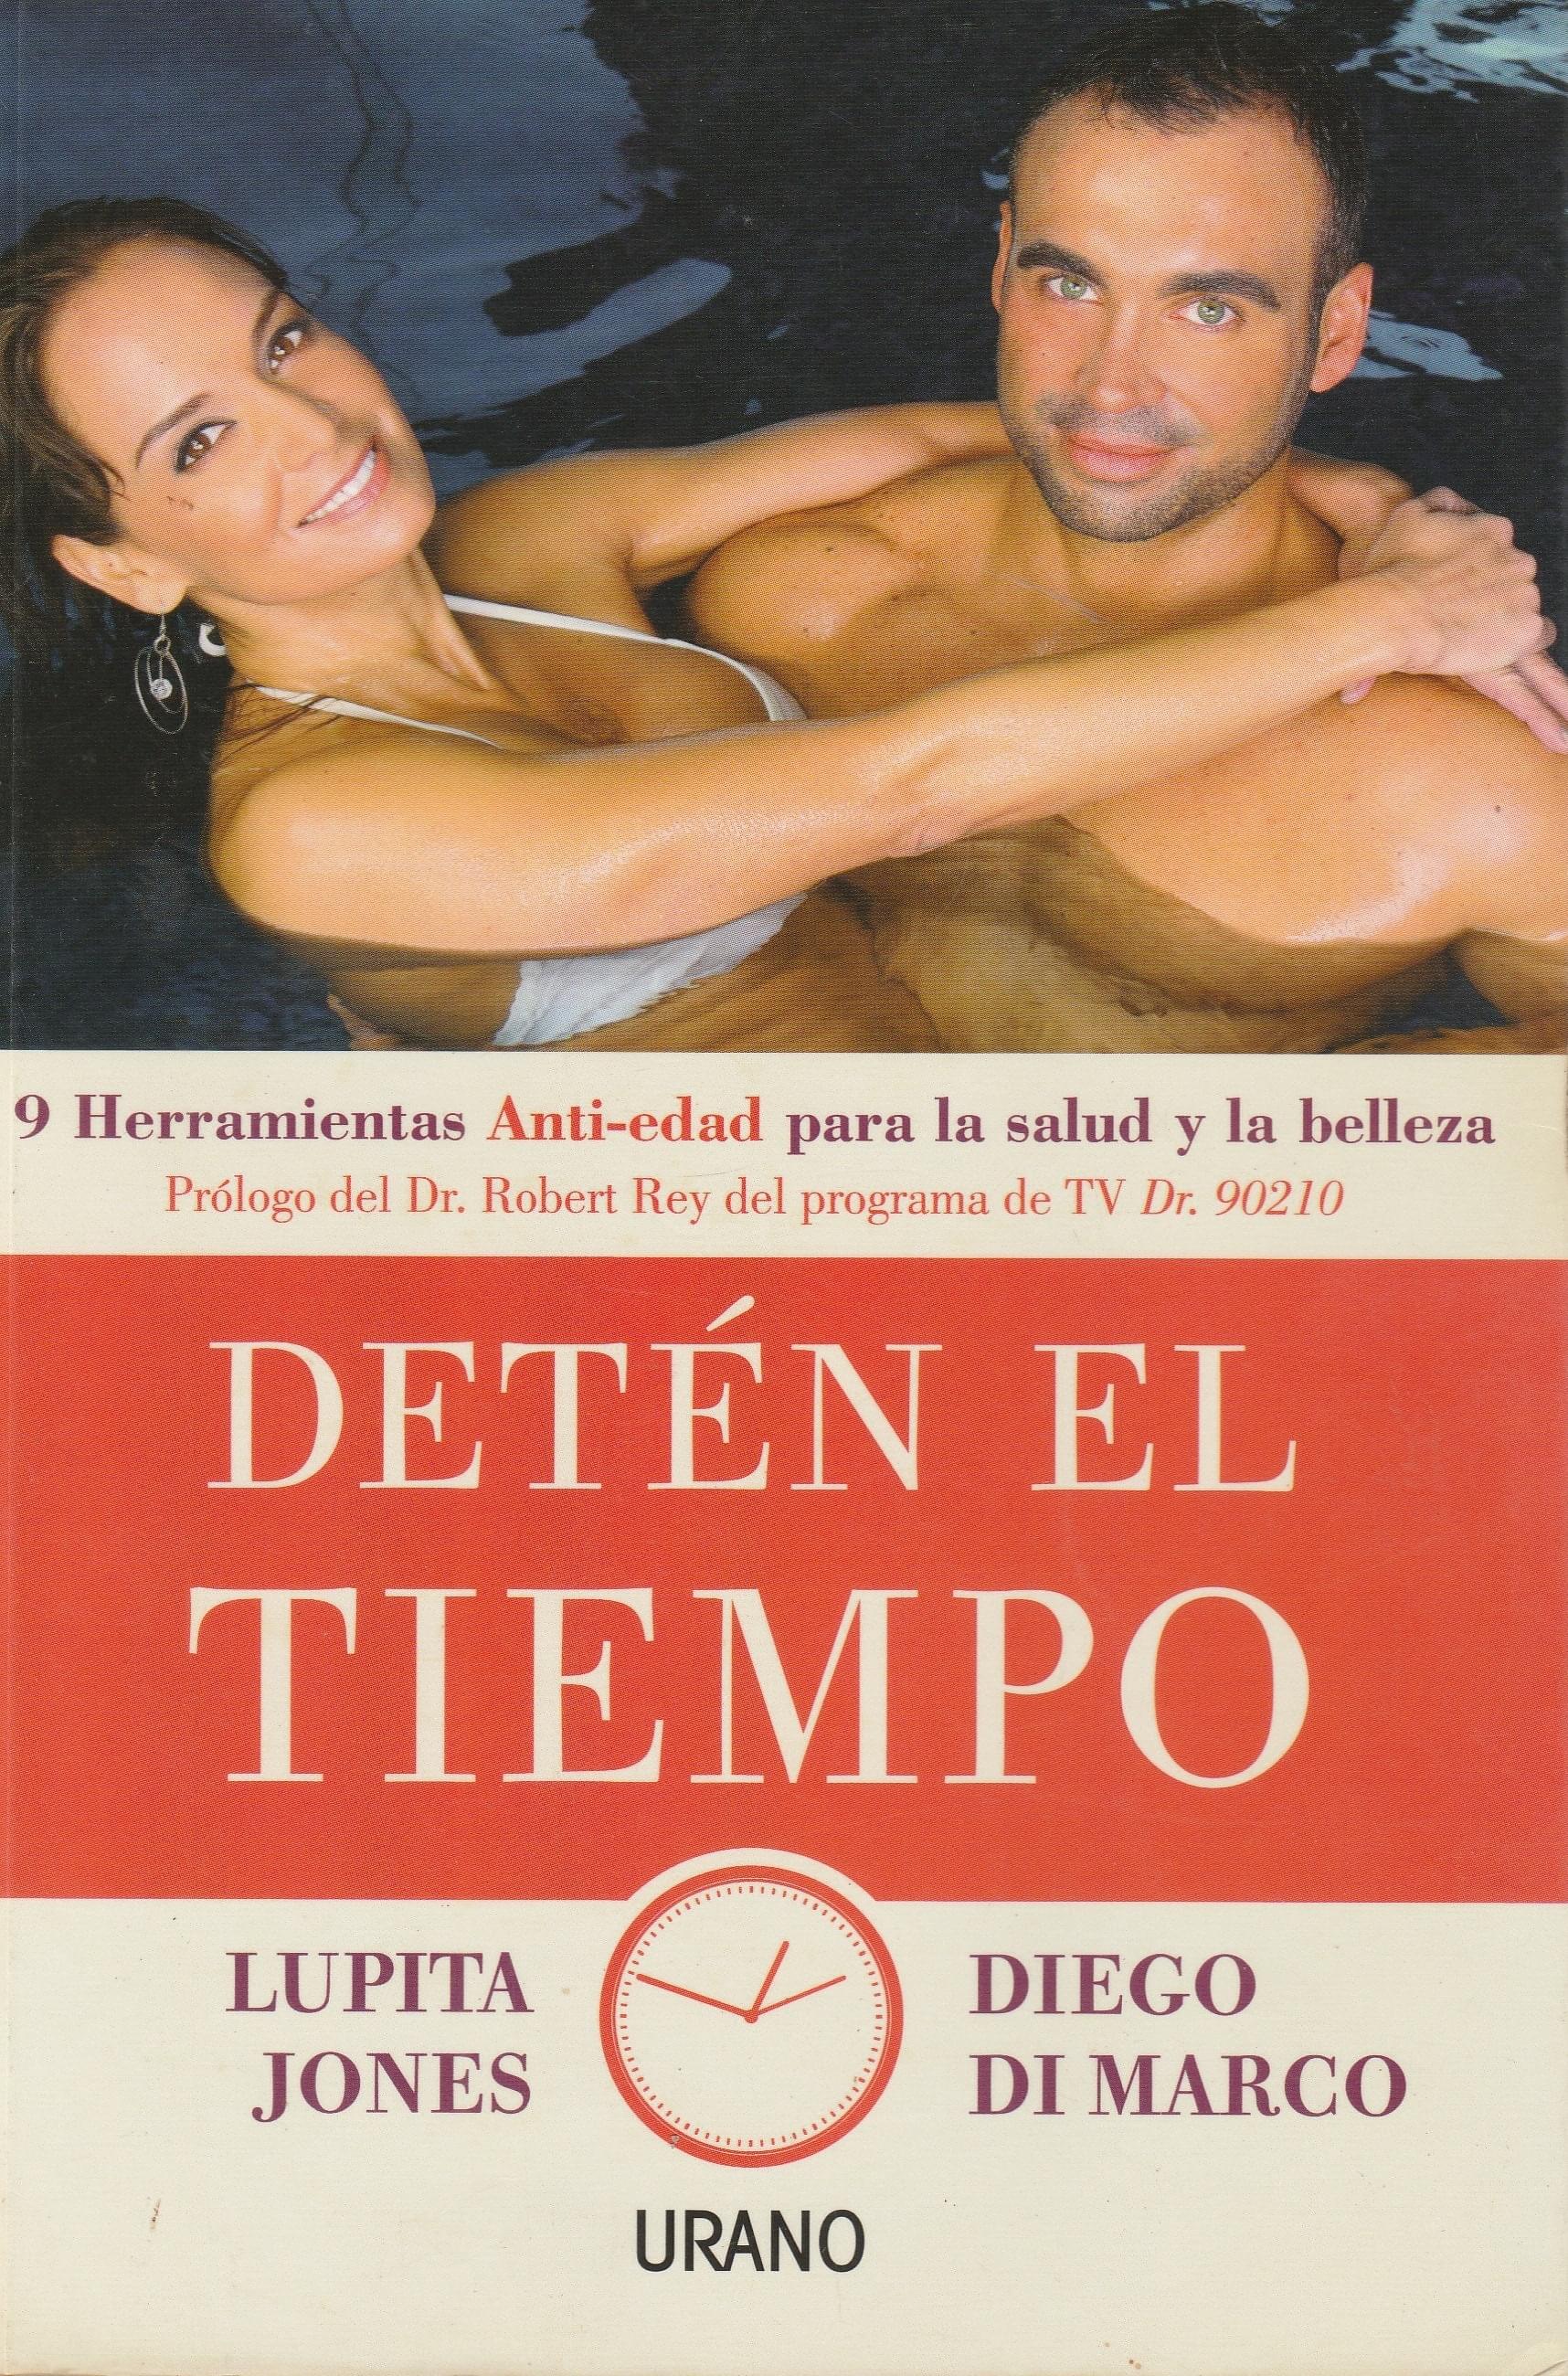 9 Herramientas Anti-edad para la salud y la belleza
Prólogo del Dr. Robert Rey del programa de TV Dr. 90210
DETÉN EL
TIEMPO
LUPITA
JONES
DIEGO
DI MARCO
URANO